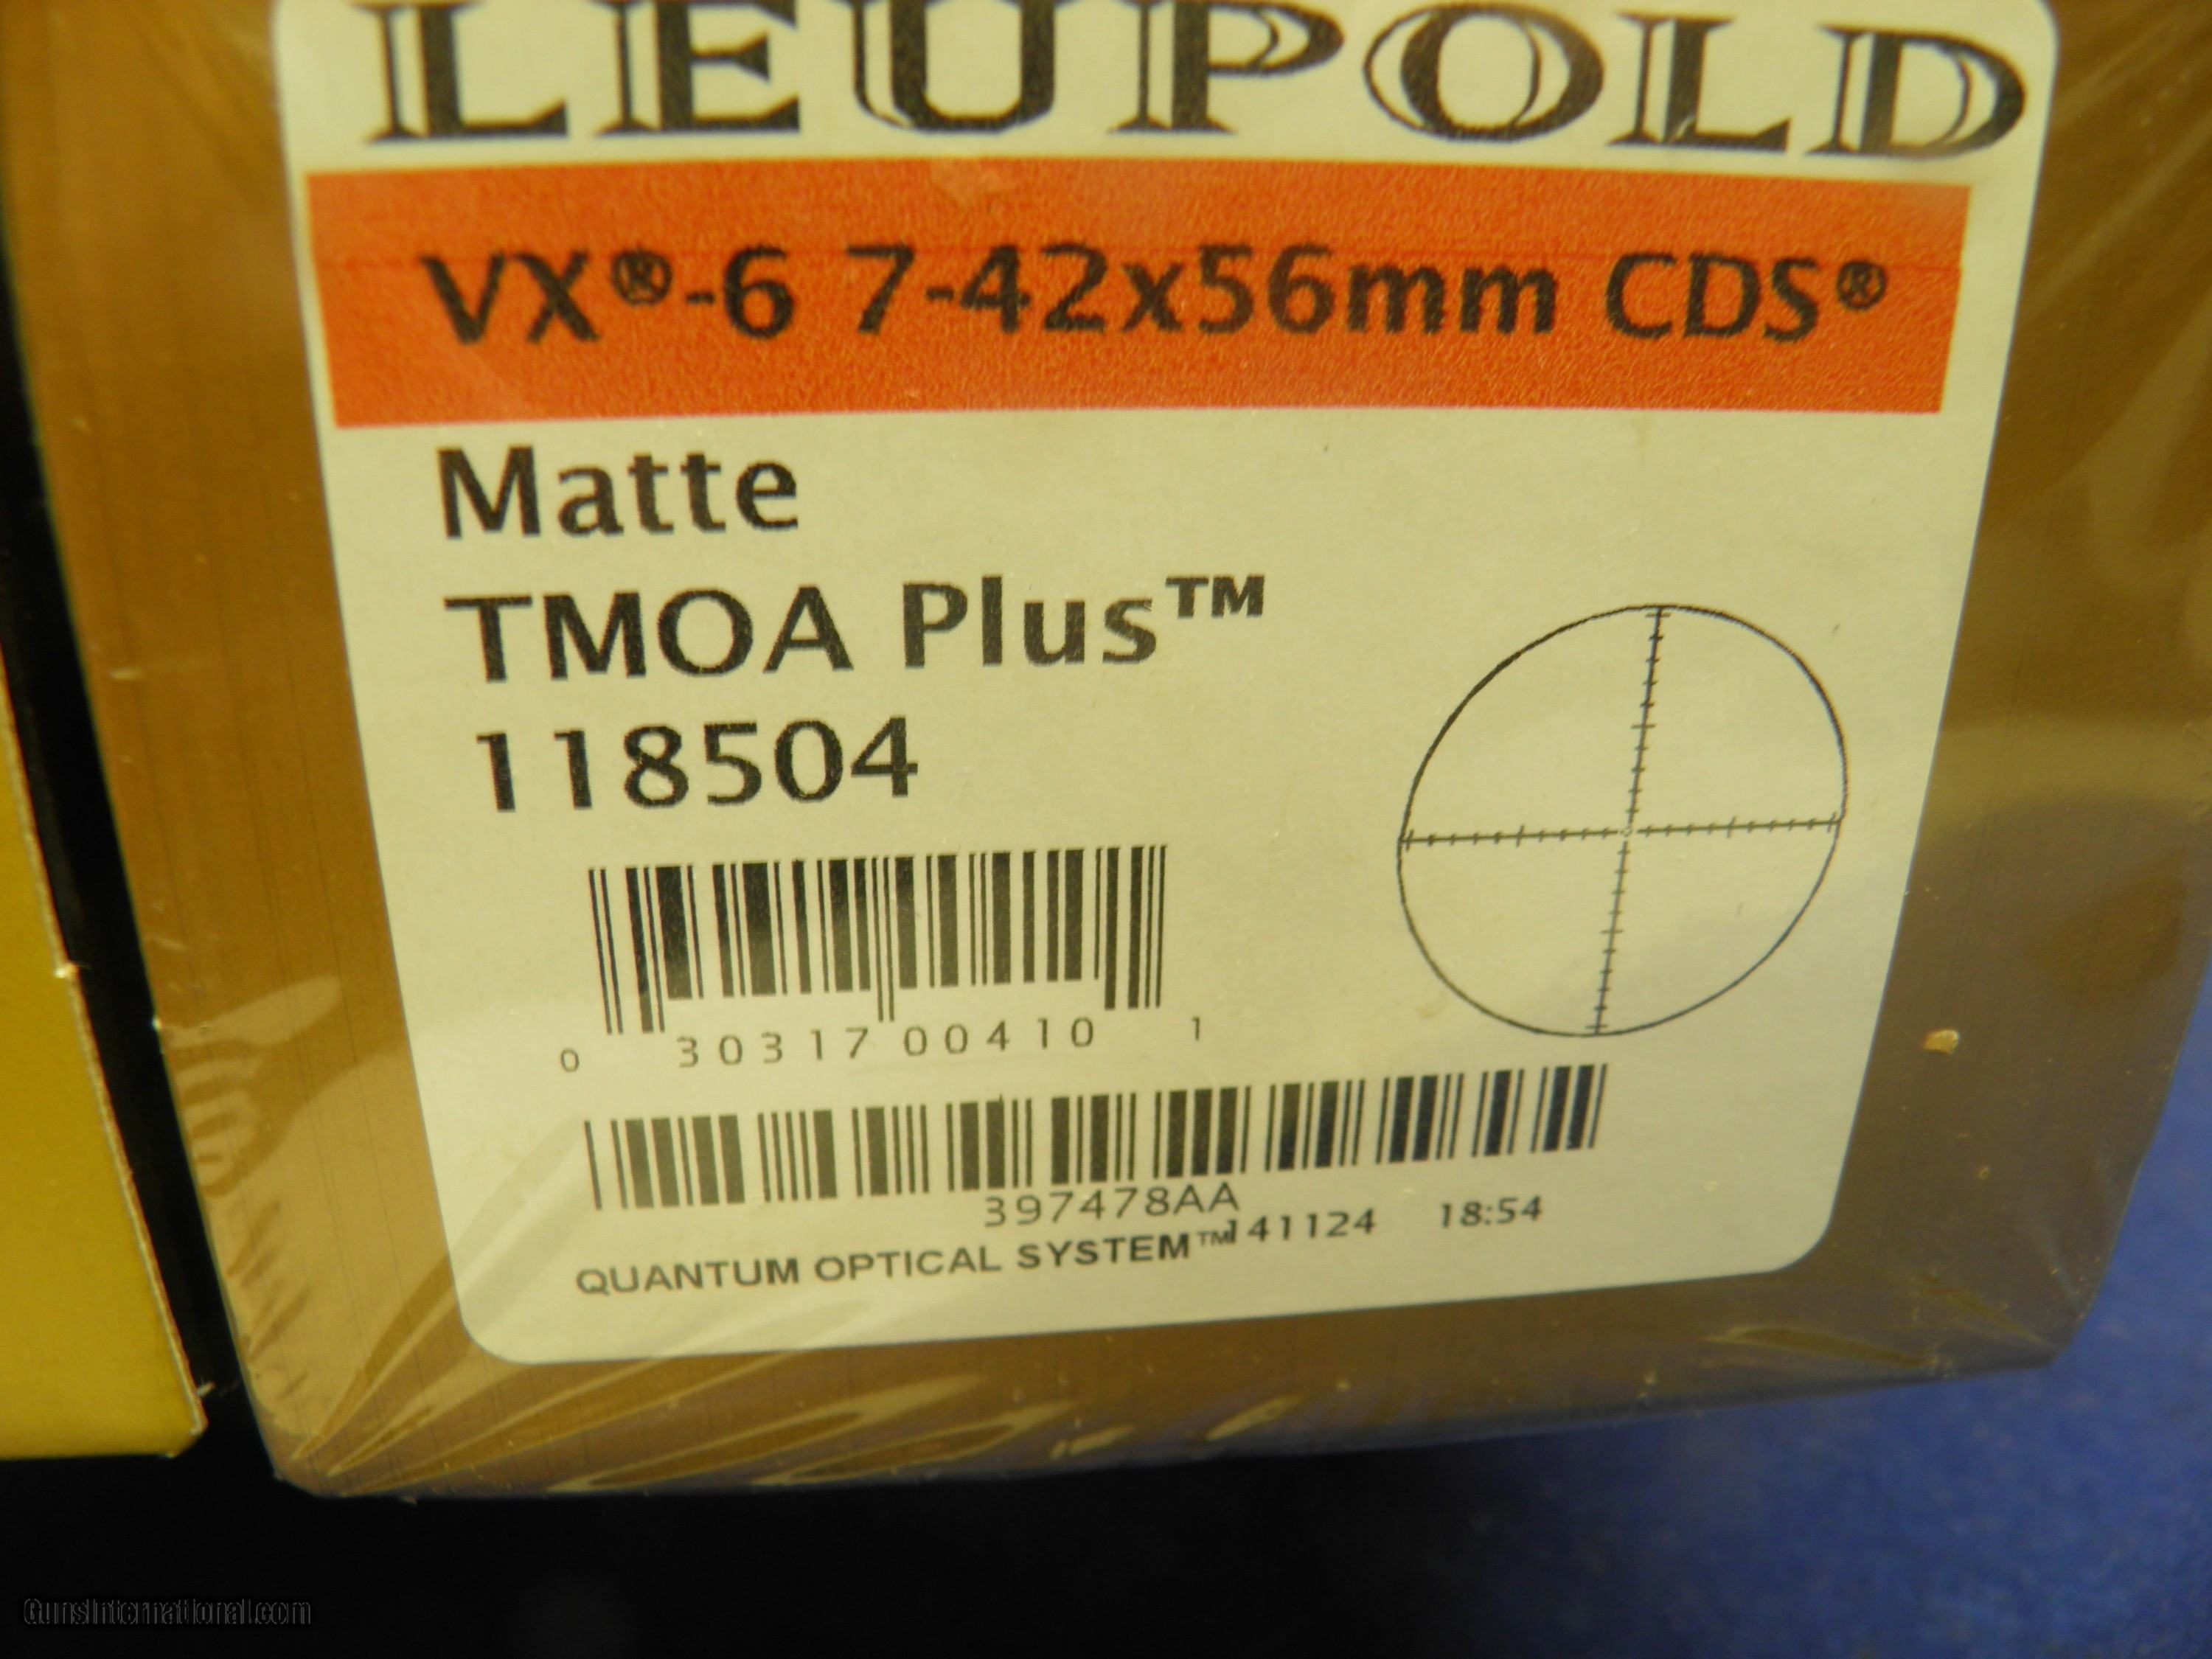 LEUPOLD
VX®-6 7-42x56mm CDS®
Matte
TMOA Plus™
118504
0 30317 00410 1
397478AA
QUANTUM OPTICAL SYSTEM™ 141124 18:54
GunsInternational.com